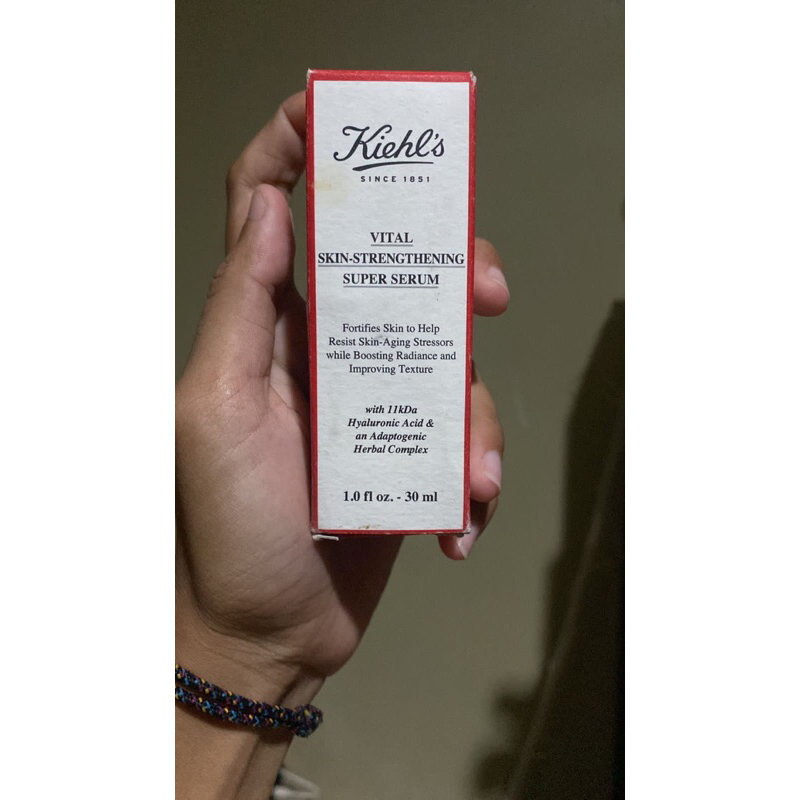 Kiehl's
SINCE 1851
VITAL
SKIN-STRENGTHENING
SUPER SERUM
Fortifies Skin to Help
Resist Skin-Aging Stressors
while Boosting Radiance and
Improving Texture
with 11kDa
Hyaluronic Acid &
an Adaptogenic
Herbal Complex
1.0 fl oz. - 30 ml